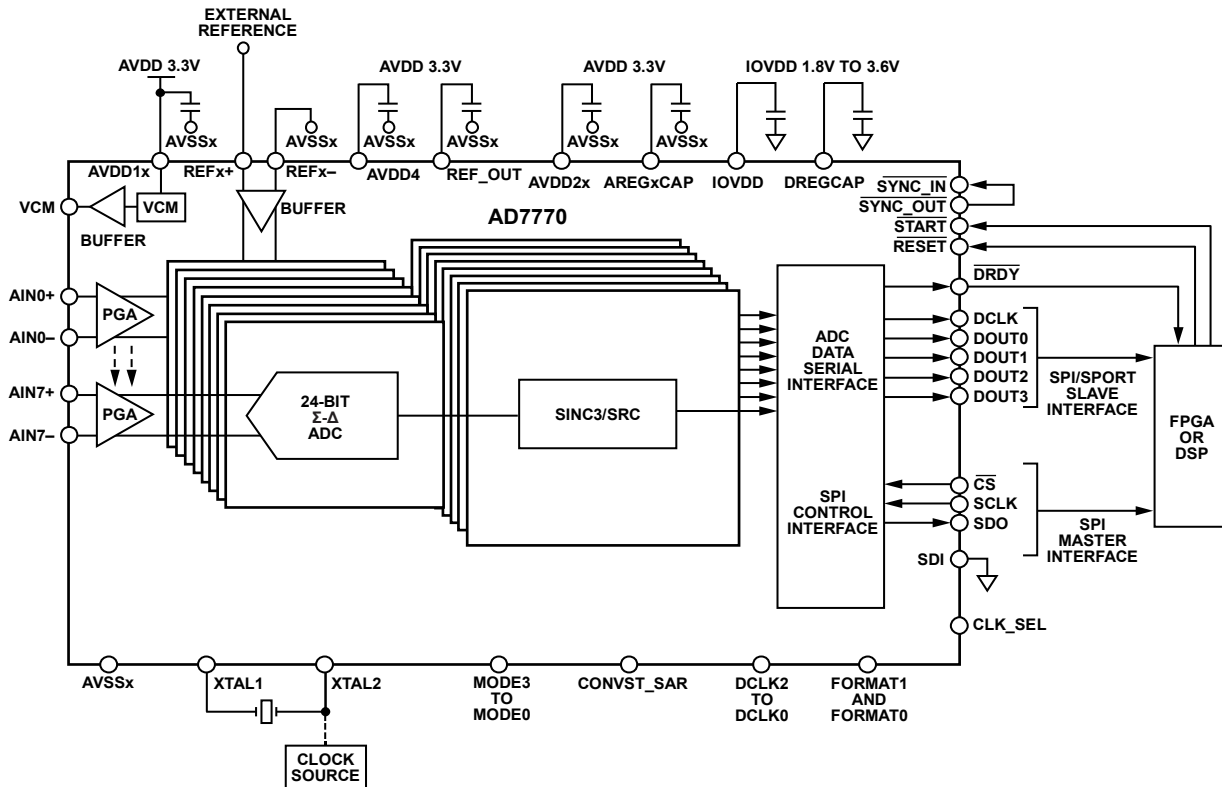 EXTERNAL
REFERENCE
AVDD 3.3V
AVDD 3.3V
AVDD 3.3V
IOVDD 1.8V TO 3.6V
AVSSx
AVSSx
AVSSx
AVSSx
AVSSx
AVSSx
AVDD1x
REFx+
REFx–
AVDD4
REF_OUT
AVDD2x
AREGxCAP
IOVDD
DREGCAP
SYNC_IN
SYNC_OUT
START
RESET
VCM
VCM
BUFFER
BUFFER
AD7770
AIN0+
AIN0–
PGA
AIN7+
AIN7–
PGA
24-BIT
Σ-Δ
ADC
SINC3/SRC
ADC
DATA
SERIAL
INTERFACE
SPI
CONTROL
INTERFACE
DRDY
DCLK
DOUT0
DOUT1
DOUT2
DOUT3
SPI/SPORT
SLAVE
INTERFACE
FPGA
OR
DSP
CS
SCLK
SDO
SPI
MASTER
INTERFACE
SDI
CLK_SEL
AVSSx
XTAL1
XTAL2
MODE3
TO
MODE0
CONVST_SAR
DCLK2
TO
DCLK0
FORMAT1
AND
FORMAT0
CLOCK
SOURCE